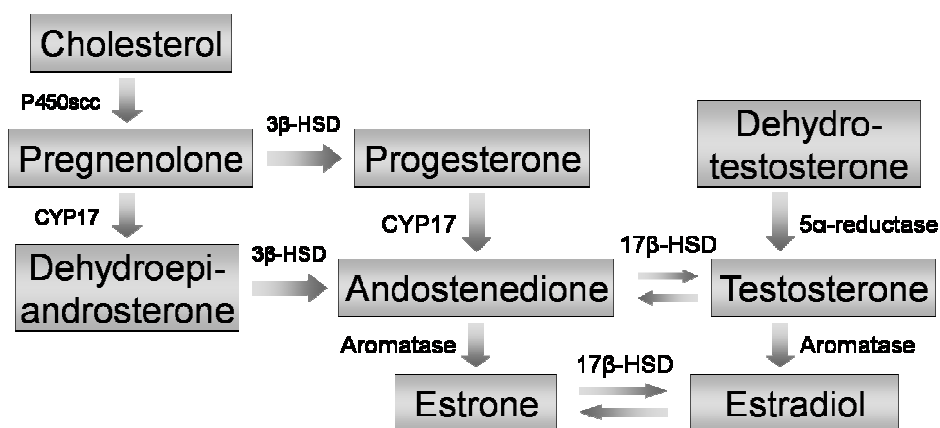 Cholesterol
P450scc
Pregnenolone
3β-HSD
Progesterone
Dehydro-
testosterone
CYP17
CYP17
5α-reductase
Dehydroepi-
androsterone
3β-HSD
Andostenedione
17β-HSD
Testosterone
Aromatase
Aromatase
Estrone
17β-HSD
Estradiol